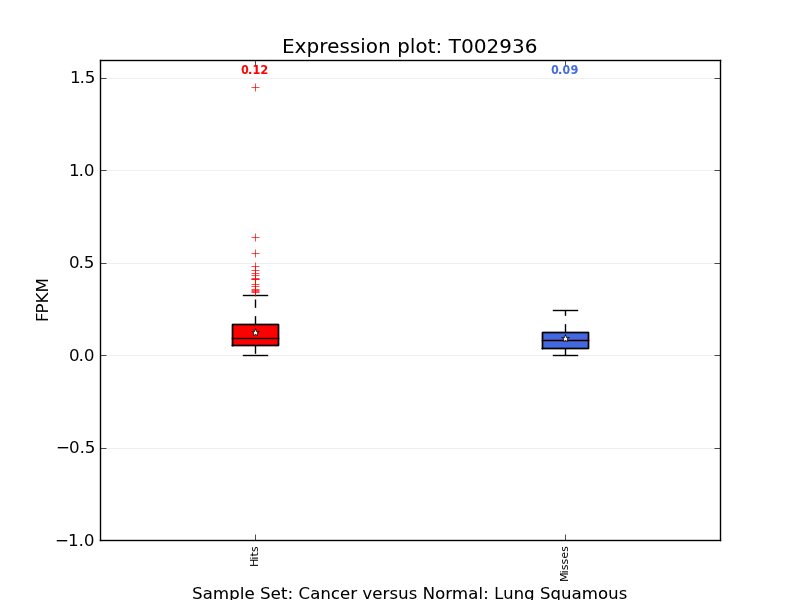 Expression plot: T002936
0.12
0.09
1.5
1.0
0.5
0.0
−0.5
−1.0
FPKM
Hits
Misses
Sample Set: Cancer versus Normal: Lung Squamous